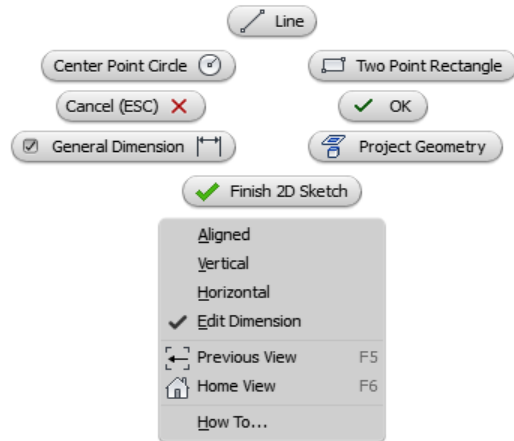 Line
Center Point Circle
Two Point Rectangle
Cancel (ESC)
OK
General Dimension
Project Geometry
Finish 2D Sketch
Aligned
Vertical
Horizontal
Edit Dimension
Previous View F5
Home View F6
How To...